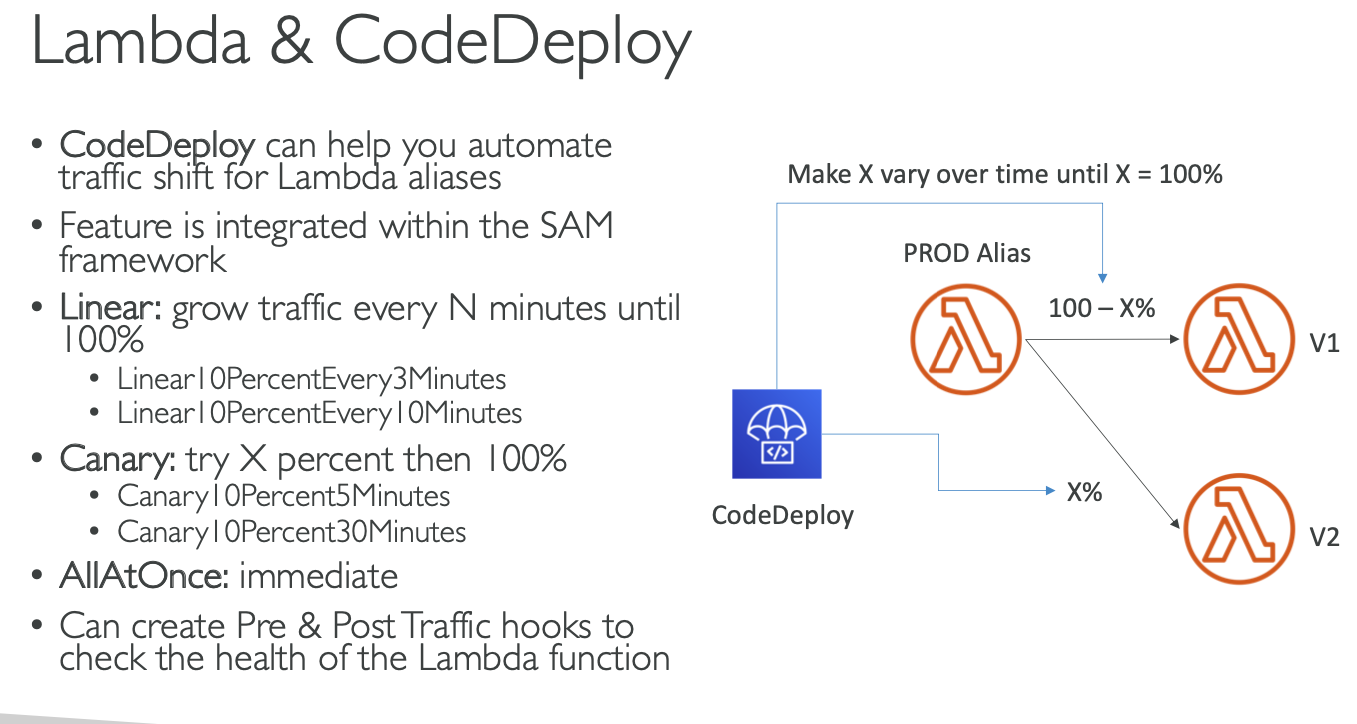 Lambda & CodeDeploy
• CodeDeploy can help you automate
traffic shift for Lambda aliases
• Feature is integrated within the SAM
framework
• Linear: grow traffic every N minutes until
100%
• Linear10PercentEvery3Minutes
• Linear10PercentEvery10Minutes
• Canary: try X percent then 100%
• Canary10Percent5Minutes
• Canary10Percent30Minutes
• AllAtOnce: immediate
• Can create Pre & Post Traffic hooks to
check the health of the Lambda function
Make X vary over time until X = 100%
PROD Alias
100 – X%
V1
CodeDeploy
X%
V2